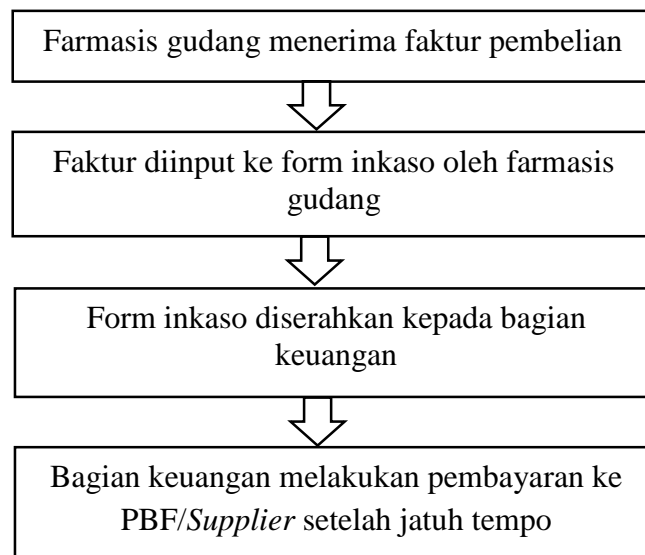 Farmasis gudang menerima faktur pembelian
Faktur diinput ke form inkaso oleh farmasis
gudang
Form inkaso diserahkan kepada bagian
keuangan
Bagian keuangan melakukan pembayaran ke
PBF/Supplier setelah jatuh tempo